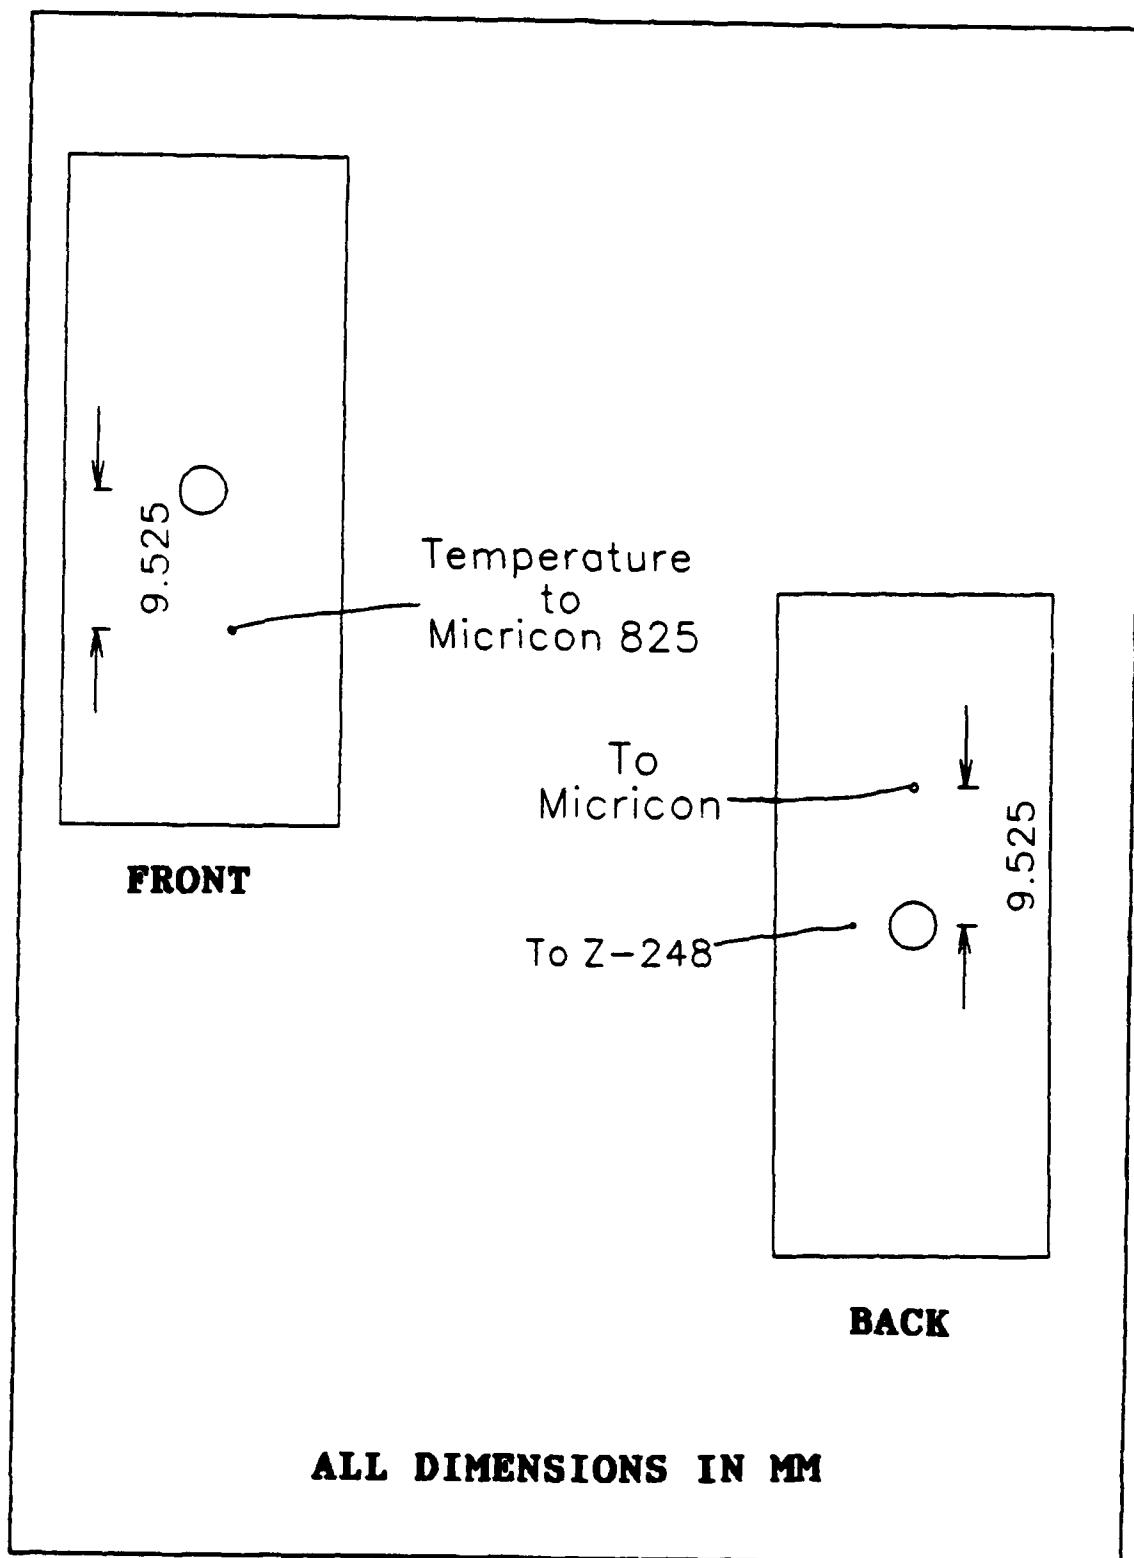 9.525
Temperature
to
Micricon 825
FRONT
To
Micricon
9.525
To Z-248
BACK
ALL DIMENSIONS IN MM